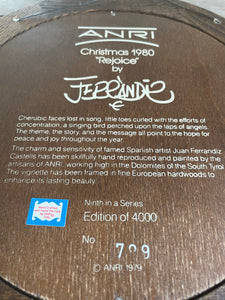 ANRI
Christmas 1980
"Rejoice"
by
FERRANDIZ
Cherubic faces lost in song, little toes curled with the efforts of
concentration, a singing bird perched upon the laps of angels.
The theme, the story, and the message all point to the hope for
peace and joy throughout the year.
The charm and sensitivity of famed Spanish artist Juan Ferrandiz
Castells has been skillfully hand reproduced and painted by the
artisans of ANRI, working high in the Dolomites of the South Tyrol.
The vignette has been framed in fine European hardwoods to
enhance its lasting beauty.
Ninth in a Series
Edition of 4000
No 799
© ANRI 1979